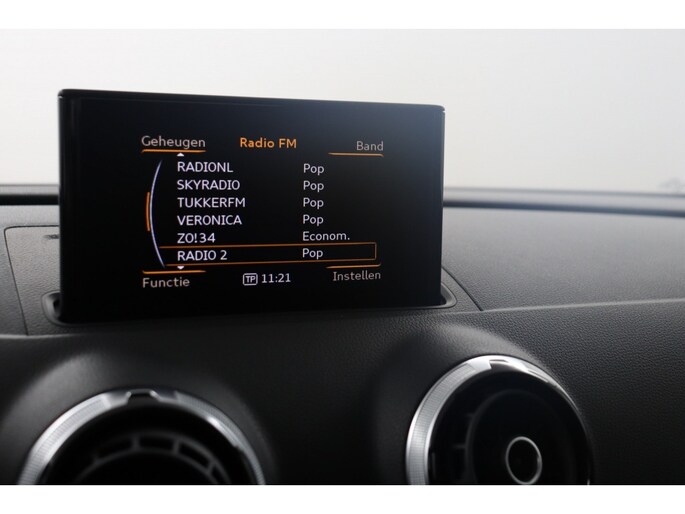 Geheugen Radio FM Band
RADIONL Pop
SKYRADIO Pop
TUKKERFM Pop
VERONICA Pop
ZO!34 Econom.
RADIO 2 Pop
Functie TP 11:21 Instellen